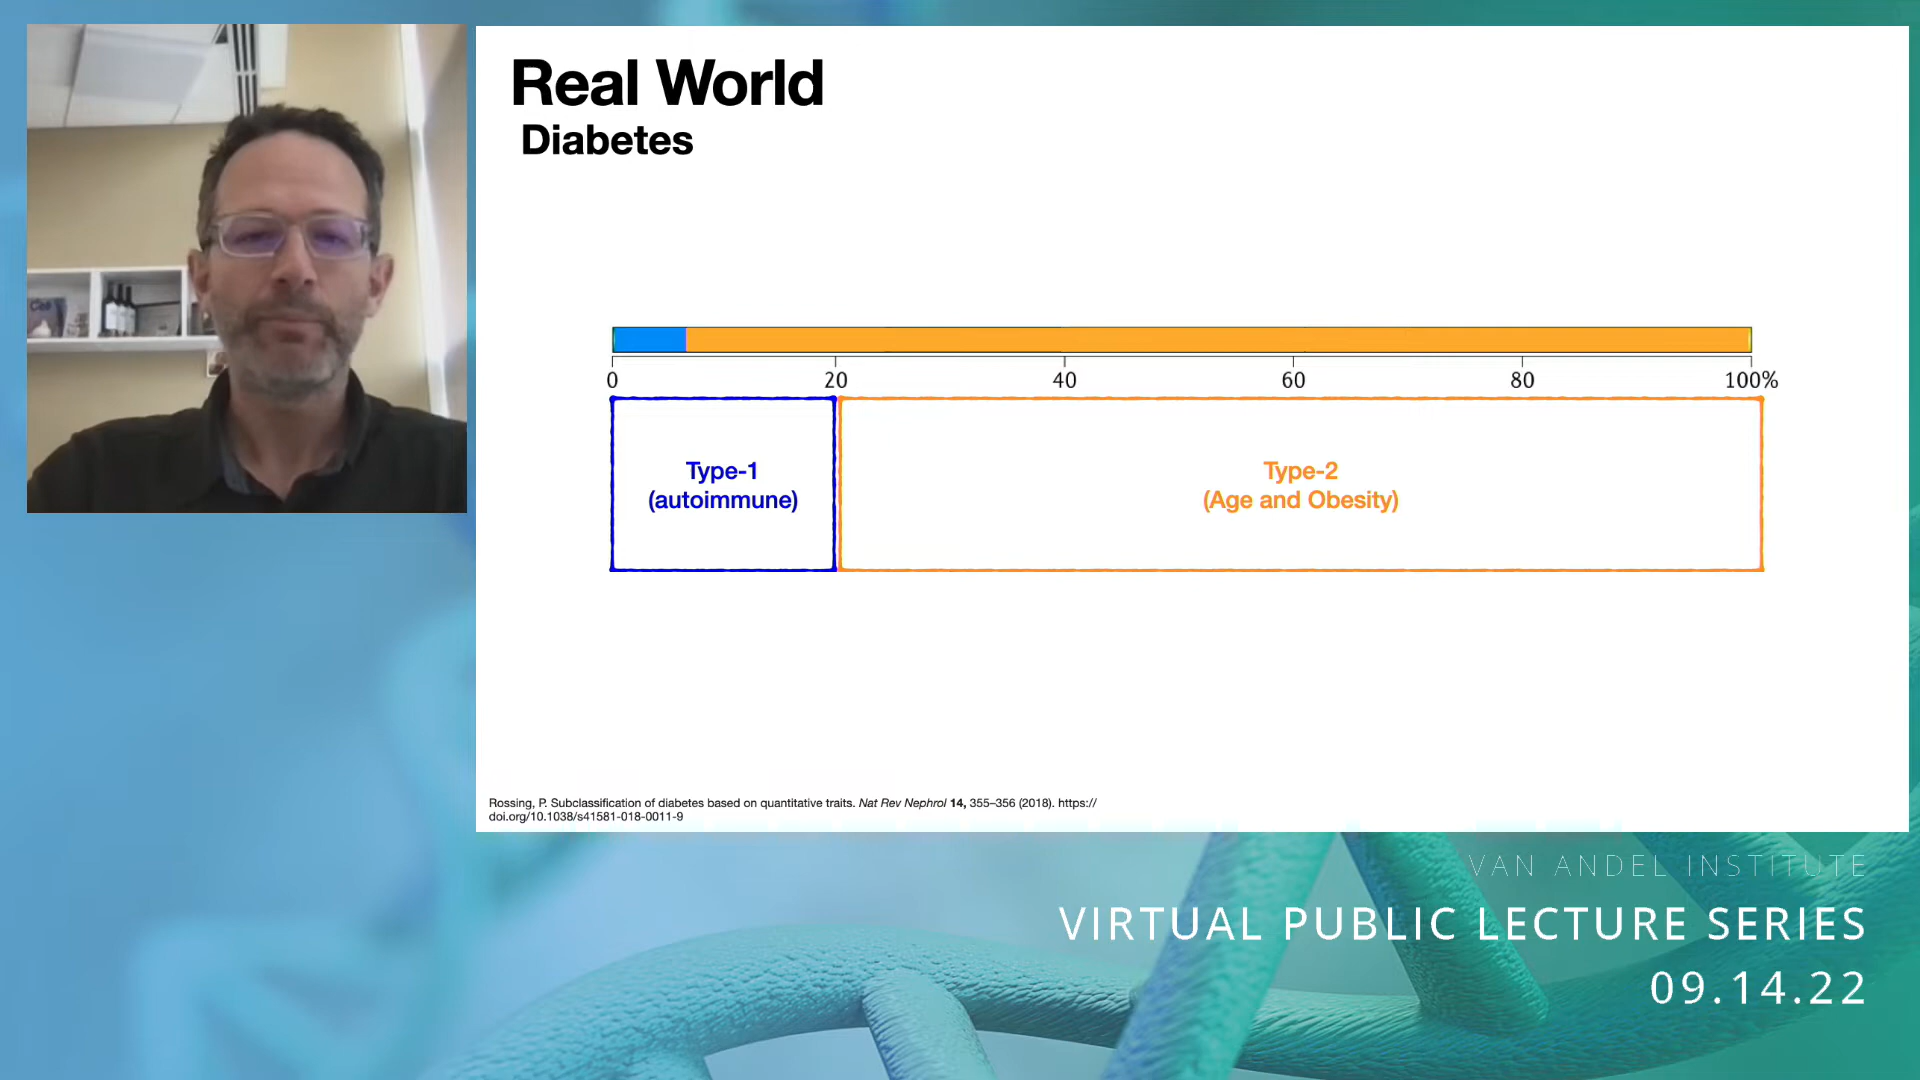 Real World
Diabetes
0 20 40 60 80 100%
Type-1
(autoimmune)
Type-2
(Age and Obesity)
Rossing, P. Subclassification of diabetes based on quantitative traits. Nat Rev Nephrol 14, 355–356 (2018). https://
doi.org/10.1038/s41581-018-0011-9
VAN ANDEL INSTITUTE
VIRTUAL PUBLIC LECTURE SERIES
09.14.22
Cell